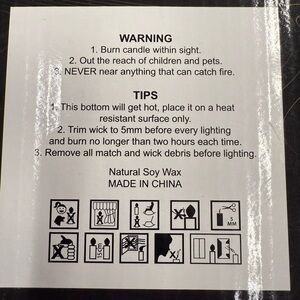 WARNING
1. Burn candle within sight.
2. Out the reach of children and pets.
3. NEVER near anything that can catch fire.
TIPS
1. This bottom will get hot, place it on a heat
resistant surface only.
2. Trim wick to 5mm before every lighting
and burn no longer than two hours each time.
3. Remove all match and wick debris before lighting.
Natural Soy Wax
MADE IN CHINA
5
MM